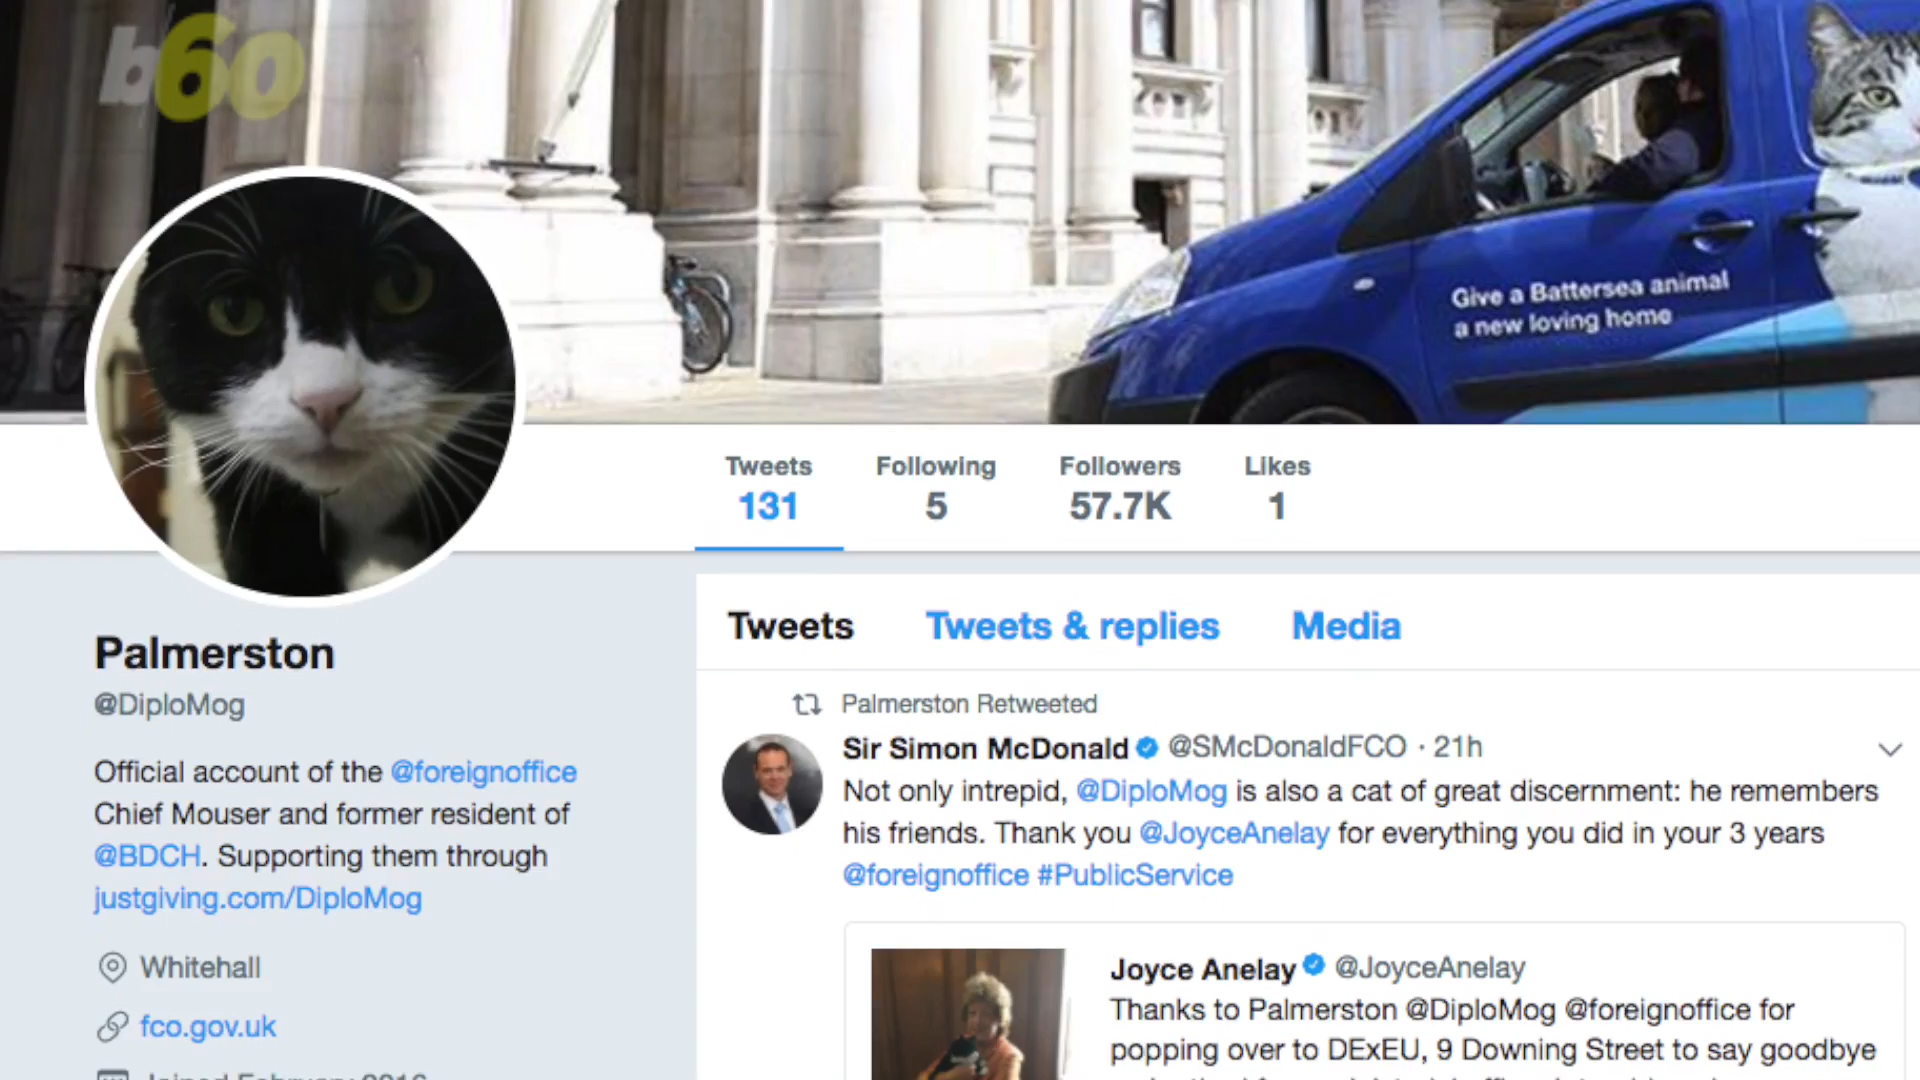 b60
Give a Battersea animal
a new loving home
Tweets Following Followers Likes
131 5 57.7K 1
Palmerston
@DiploMog
Official account of the @foreignoffice
Chief Mouser and former resident of
@BDCH. Supporting them through
justgiving.com/DiploMog
Whitehall
fco.gov.uk
Joined February 2016
Tweets Tweets & replies Media
Palmerston Retweeted
Sir Simon McDonald @SMcDonaldFCO · 21h
Not only intrepid, @DiploMog is also a cat of great discernment: he remembers
his friends. Thank you @JoyceAnelay for everything you did in your 3 years
@foreignoffice #PublicService
Joyce Anelay @JoyceAnelay
Thanks to Palmerston @DiploMog @foreignoffice for
popping over to DExEU, 9 Downing Street to say goodbye